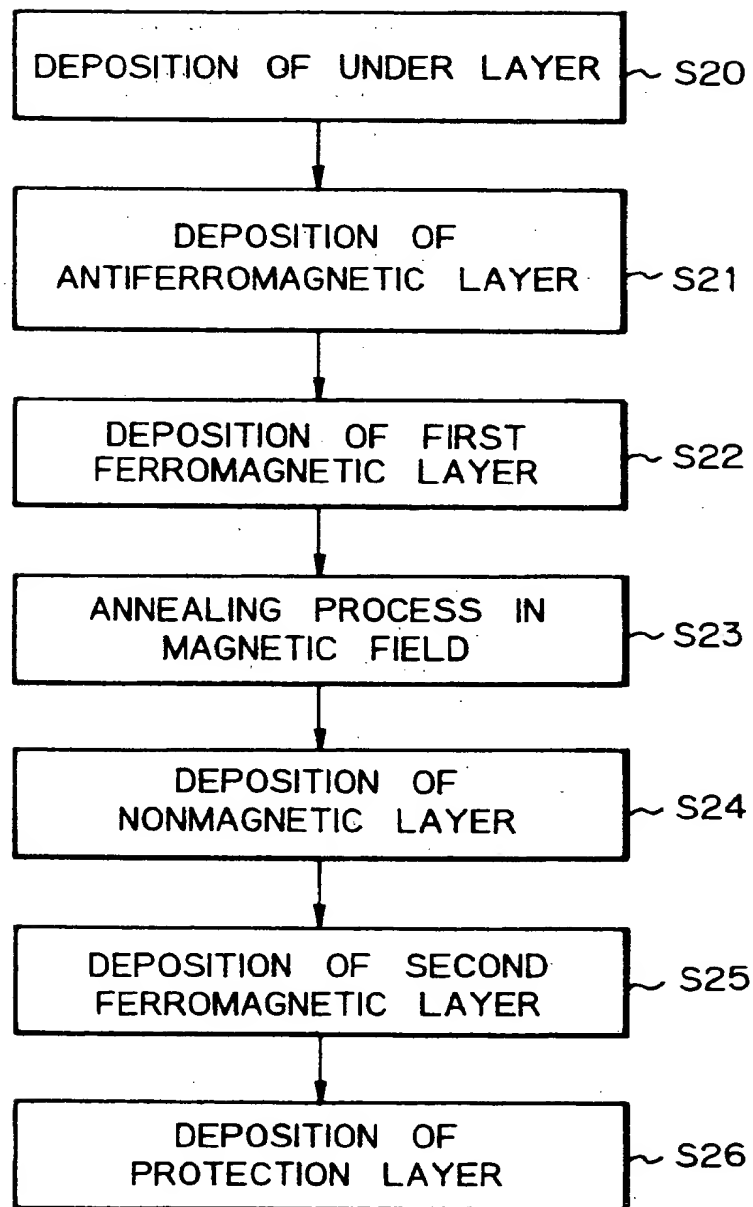 DEPOSITION OF UNDER LAYER
S20
DEPOSITION OF
ANTIFERROMAGNETIC LAYER
S21
DEPOSITION OF FIRST
FERROMAGNETIC LAYER
S22
ANNEALING PROCESS IN
MAGNETIC FIELD
S23
DEPOSITION OF
NONMAGNETIC LAYER
S24
DEPOSITION OF SECOND
FERROMAGNETIC LAYER
S25
DEPOSITION OF
PROTECTION LAYER
S26